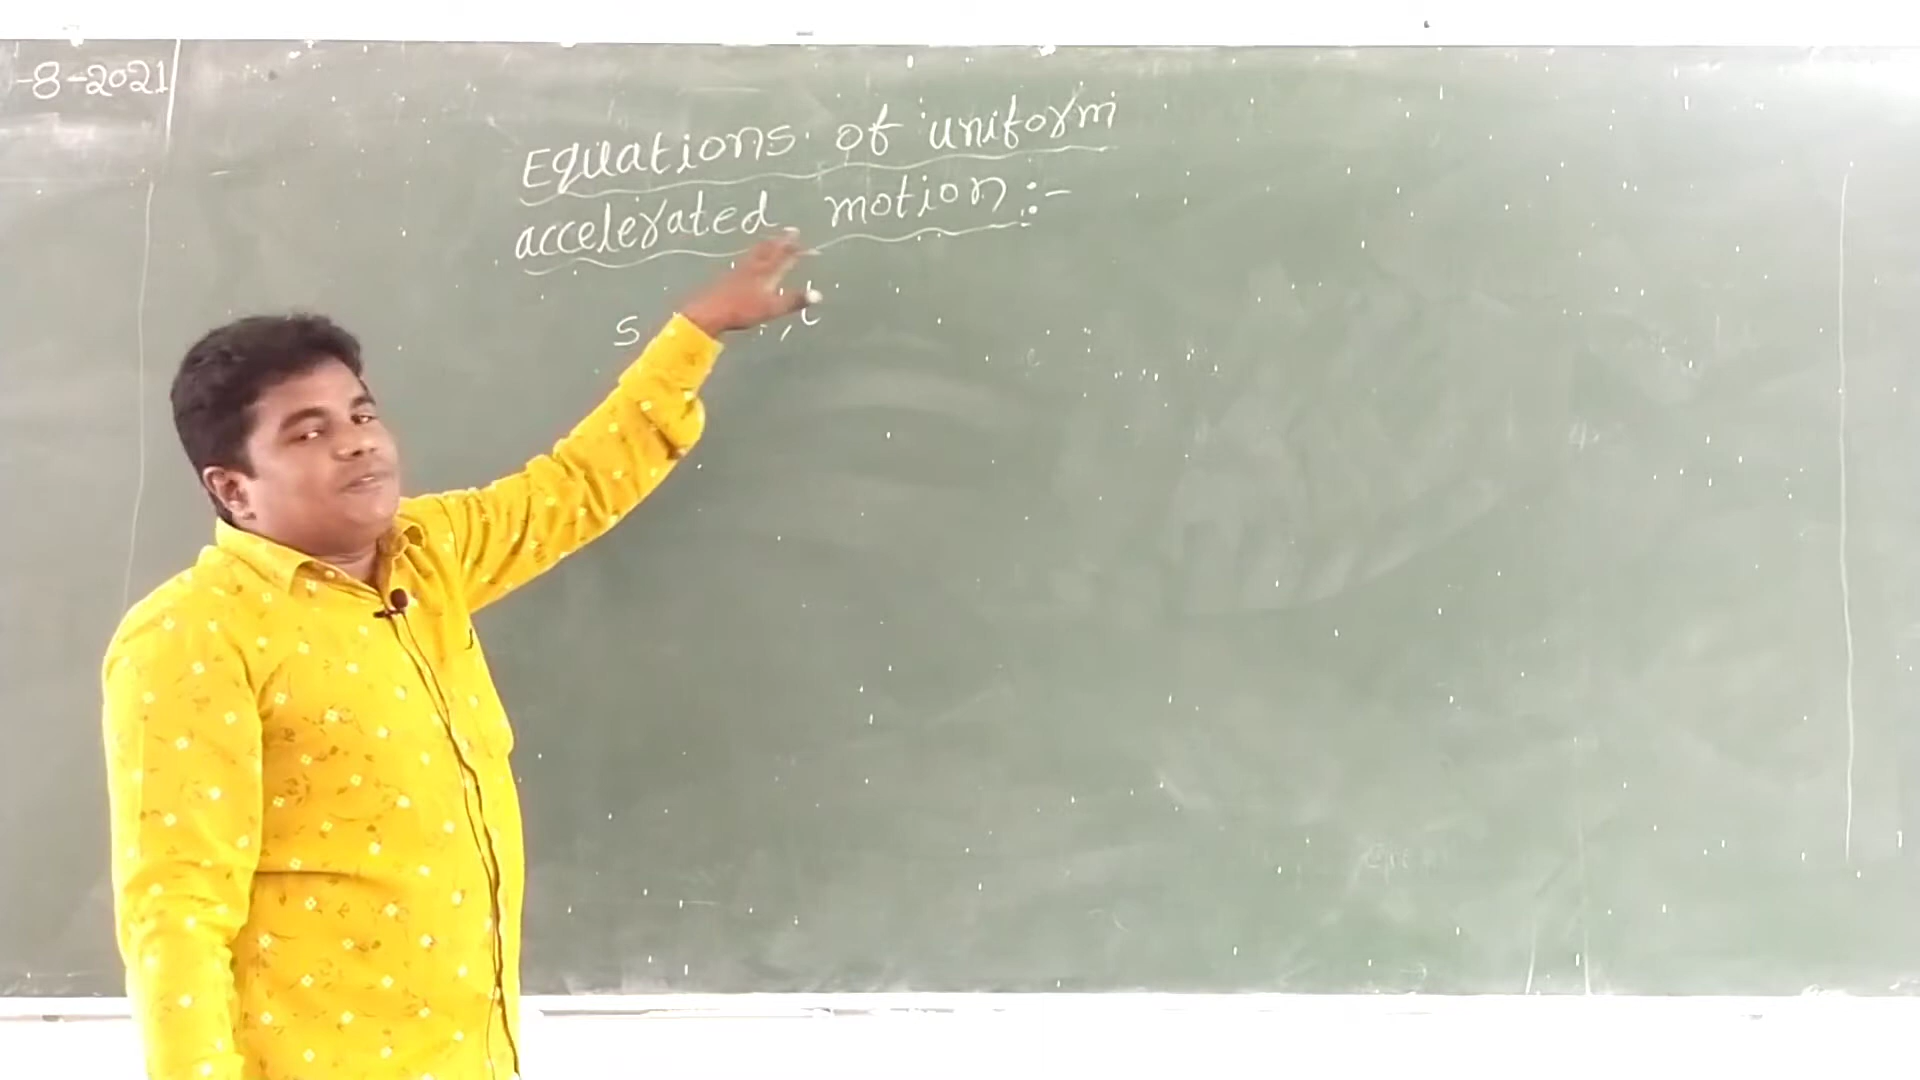 -8-2021
Equations of uniform
accelerated motion :-
s , t